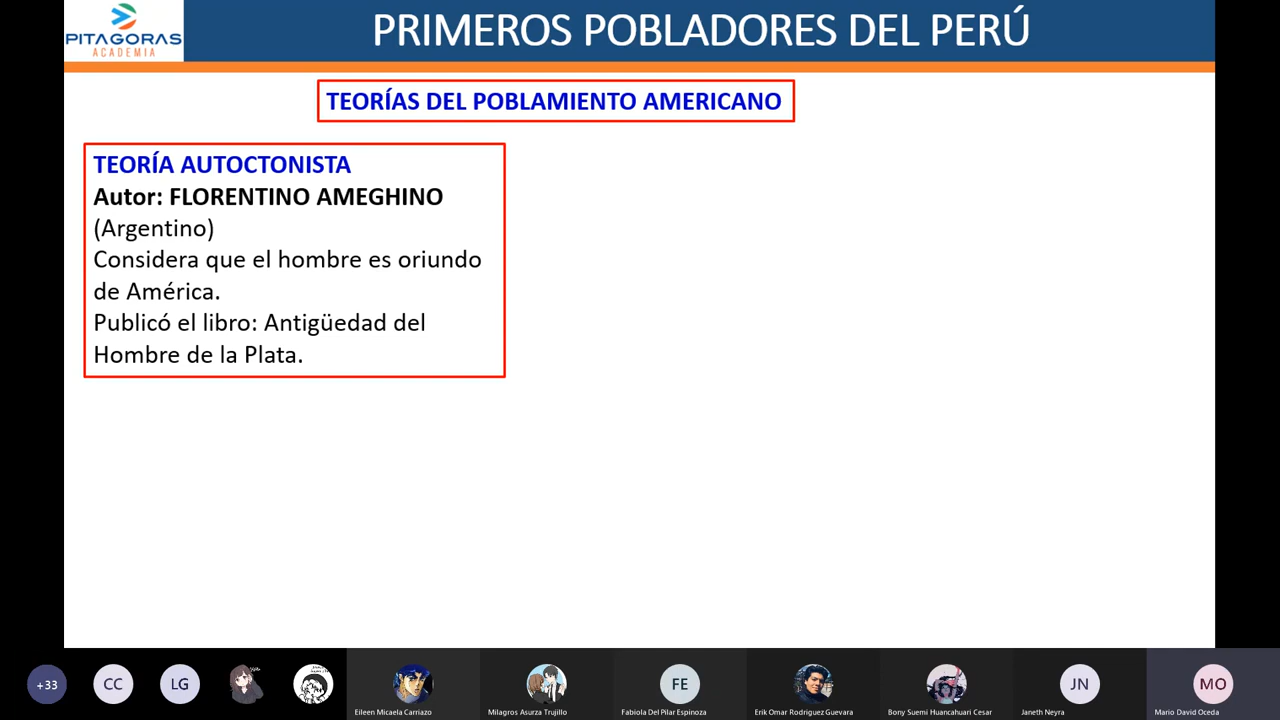 PITAGORAS
ACADEMIA
PRIMEROS POBLADORES DEL PERÚ
TEORÍAS DEL POBLAMIENTO AMERICANO
TEORÍA AUTOCTONISTA
Autor: FLORENTINO AMEGHINO
(Argentino)
Considera que el hombre es oriundo
de América.
Publicó el libro: Antigüedad del
Hombre de la Plata.
+33
CC
LG
FE
JN
MO
Eileen Micaela Carriazo
Milagros Asurza Trujillo
Fabiola Del Pilar Espinoza
Erik Omar Rodriguez Guevara
Bony Suemi Huancahuari Cesar
Janeth Neyra
Mario David Oceda